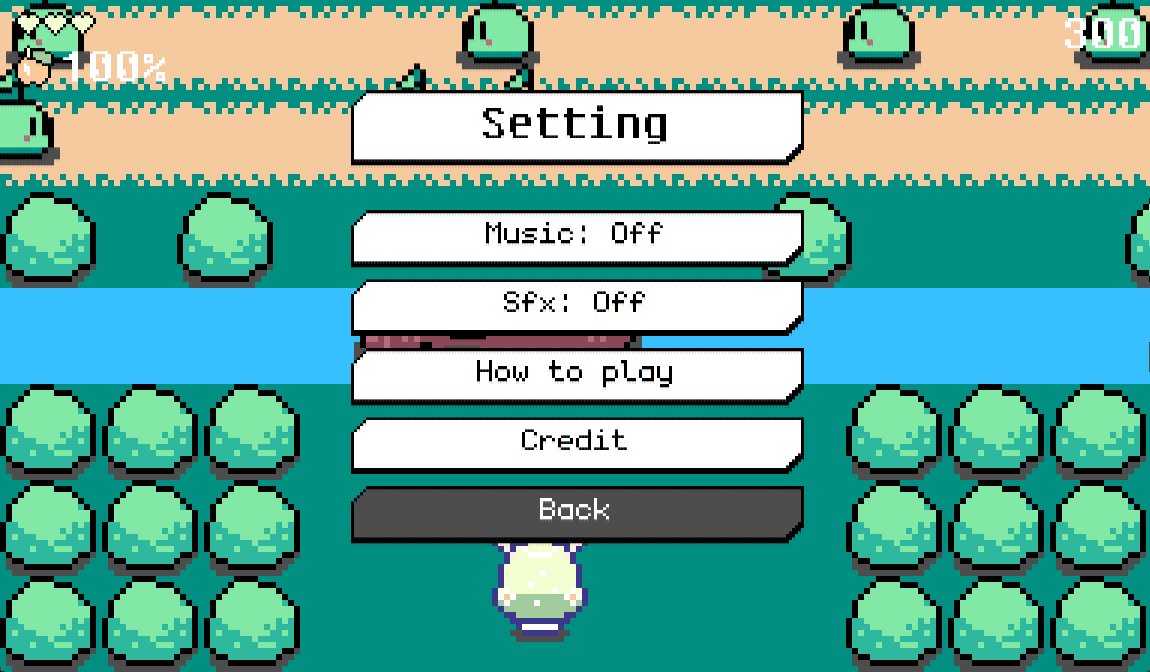 300
100%
Setting
Music: Off
Sfx: Off
How to play
Credit
Back